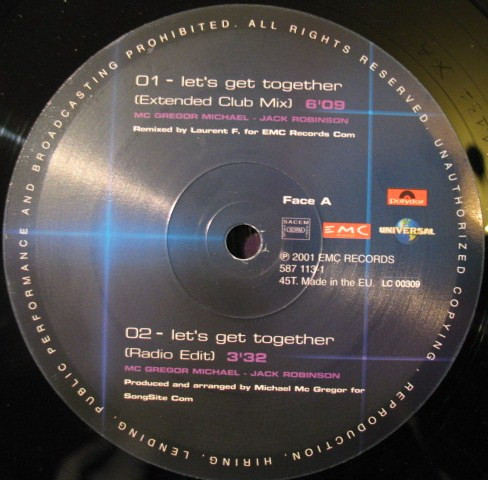 PUBLIC PERFORMANCE AND BROADCASTING PROHIBITED. ALL RIGHTS RESERVED. UNAUTHORIZED COPYING. REPRODUCTION. HIRING. LENDING.
01 - let's get together
(Extended Club Mix) 6'09
MC GREGOR MICHAEL - JACK ROBINSON
Remixed by Laurent F. for EMC Records Com
Face A
polydor
SACEM EMC UNIVERSAL
℗ 2001 EMC RECORDS
587 113-1
45T. Made in the EU. LC 00309
02 - let's get together
(Radio Edit) 3'32
MC GREGOR MICHAEL - JACK ROBINSON
Produced and arranged by Michael Mc Gregor for
SongSite Com